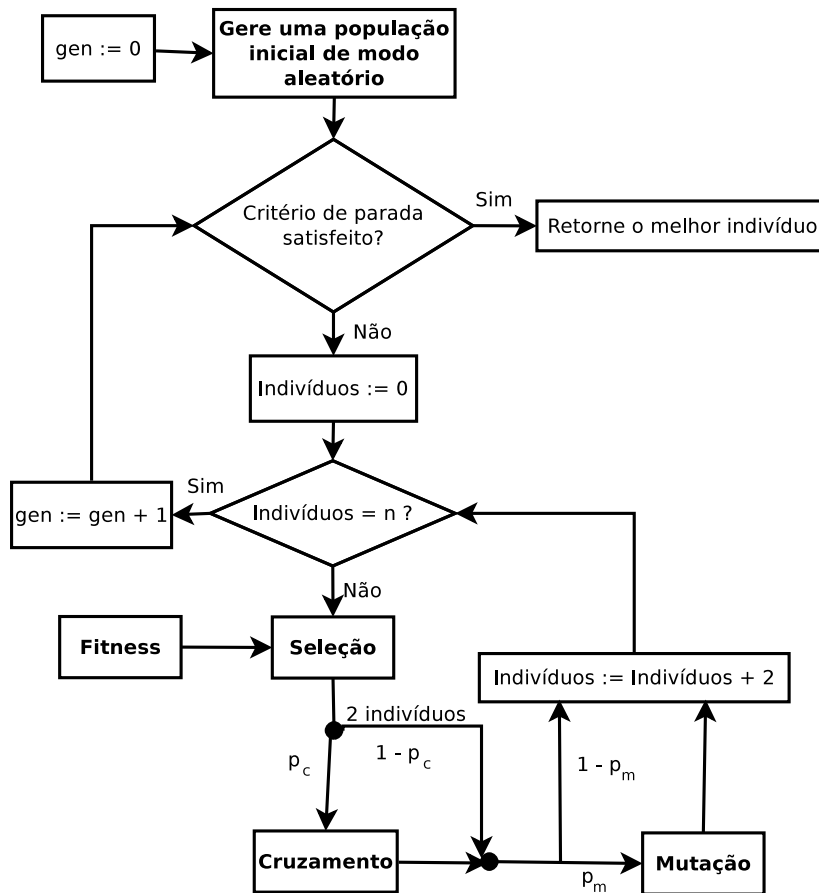 gen := 0
Gere uma população
inicial de modo
aleatório
Critério de parada
satisfeito?
Sim
Retorne o melhor indivíduo
Não
Indivíduos := 0
Sim
gen := gen + 1
Indivíduos = n ?
Não
Fitness
Seleção
Indivíduos := Indivíduos + 2
2 indivíduos
p_c
1 - p_c
1 - p_m
Cruzamento
p_m
Mutação